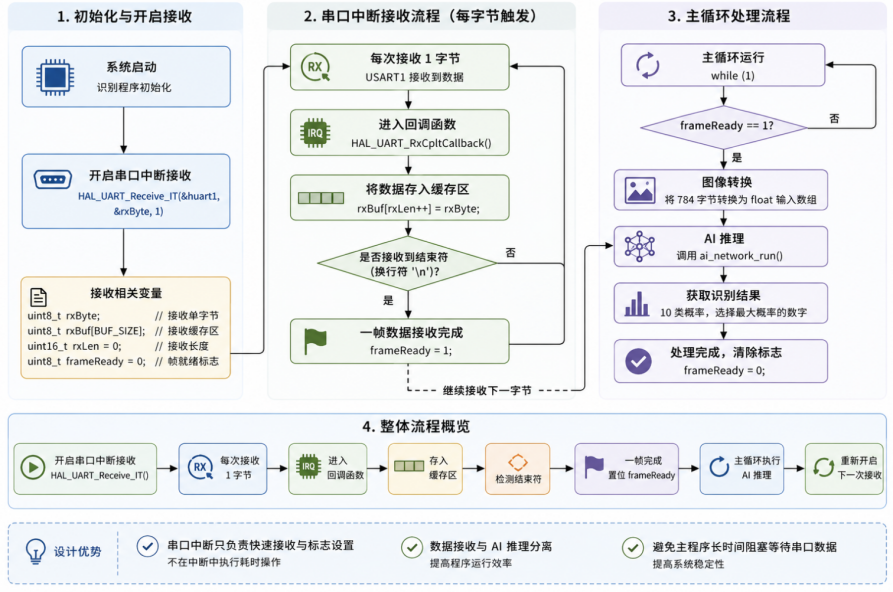 1. 初始化与开启接收
系统启动
识别程序初始化
开启串口中断接收
HAL_UART_Receive_IT(&huart1,
&rxByte, 1)
接收相关变量
uint8_t rxByte; // 接收单字节
uint8_t rxBuf[BUF_SIZE]; // 接收缓存区
uint16_t rxLen = 0; // 接收长度
uint8_t frameReady = 0; // 帧就绪标志
2. 串口中断接收流程（每字节触发）
RX
每次接收 1 字节
USART1 接收到数据
IRQ
进入回调函数
HAL_UART_RxCpltCallback()
将数据存入缓存区
rxBuf[rxLen++] = rxByte;
是否接收到结束符
(换行符 '\n')?
否
是
一帧数据接收完成
frameReady = 1;
继续接收下一字节
3. 主循环处理流程
主循环运行
while (1)
frameReady == 1?
否
是
图像转换
将 784 字节转换为 float 输入数组
AI 推理
调用 ai_network_run()
获取识别结果
10 类概率，选择最大概率的数字
处理完成，清除标志
frameReady = 0;
4. 整体流程概览
开启串口中断接收
HAL_UART_Receive_IT()
RX
每次接收
1 字节
IRQ
进入
回调函数
存入
缓存区
检测结束符
一帧完成
置位 frameReady
主循环执行
AI 推理
重新开启
下一次接收
设计优势
串口中断只负责快速接收与标志设置
不在中断中执行耗时操作
数据接收与 AI 推理分离
提高程序运行效率
避免主程序长时间阻塞等待串口数据
提高系统稳定性